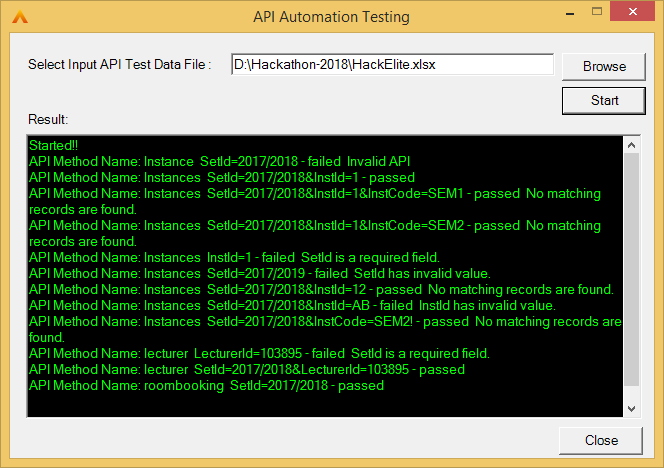 API Automation Testing
Select Input API Test Data File :
D:\Hackathon-2018\HackElite.xlsx
Browse
Start
Result:
Started!!
API Method Name: Instance  SetId=2017/2018 - failed  Invalid API
API Method Name: Instances  SetId=2017/2018&InstId=1 - passed
API Method Name: Instances  SetId=2017/2018&InstId=1&InstCode=SEM1 - passed  No matching
records are found.
API Method Name: Instances  SetId=2017/2018&InstId=1&InstCode=SEM2 - passed  No matching
records are found.
API Method Name: Instances  InstId=1 - failed  SetId is a required field.
API Method Name: Instances  SetId=2017/2019 - failed  SetId has invalid value.
API Method Name: Instances  SetId=2017/2018&InstId=12 - passed  No matching records are found.
API Method Name: Instances  SetId=2017/2018&InstId=AB - failed  InstId has invalid value.
API Method Name: Instances  SetId=2017/2018&InstCode=SEM2! - passed  No matching records are
found.
API Method Name: lecturer  LecturerId=103895 - failed  SetId is a required field.
API Method Name: lecturer  SetId=2017/2018&LecturerId=103895 - passed
API Method Name: roombooking  SetId=2017/2018 - passed
Close